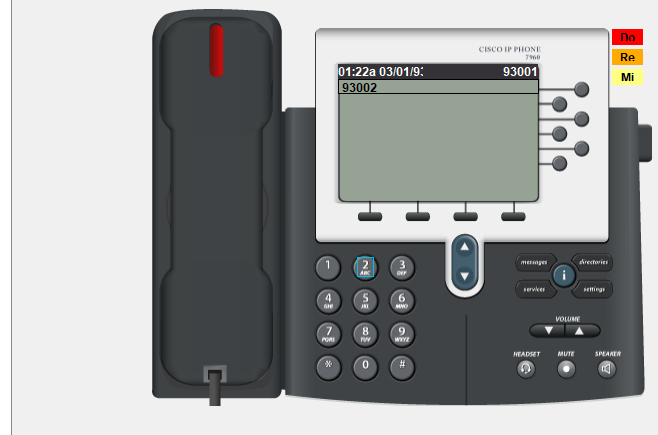 CISCO IP PHONE
7960
Do
Re
Mi
01:22a 03/01/93 93001
93002
messages directories
i
services settings
1 2 ABC 3 DEF
4 GHI 5 JKL 6 MNO
7 PQRS 8 TUV 9 WXYZ
* 0 #
VOLUME
HEADSET MUTE SPEAKER